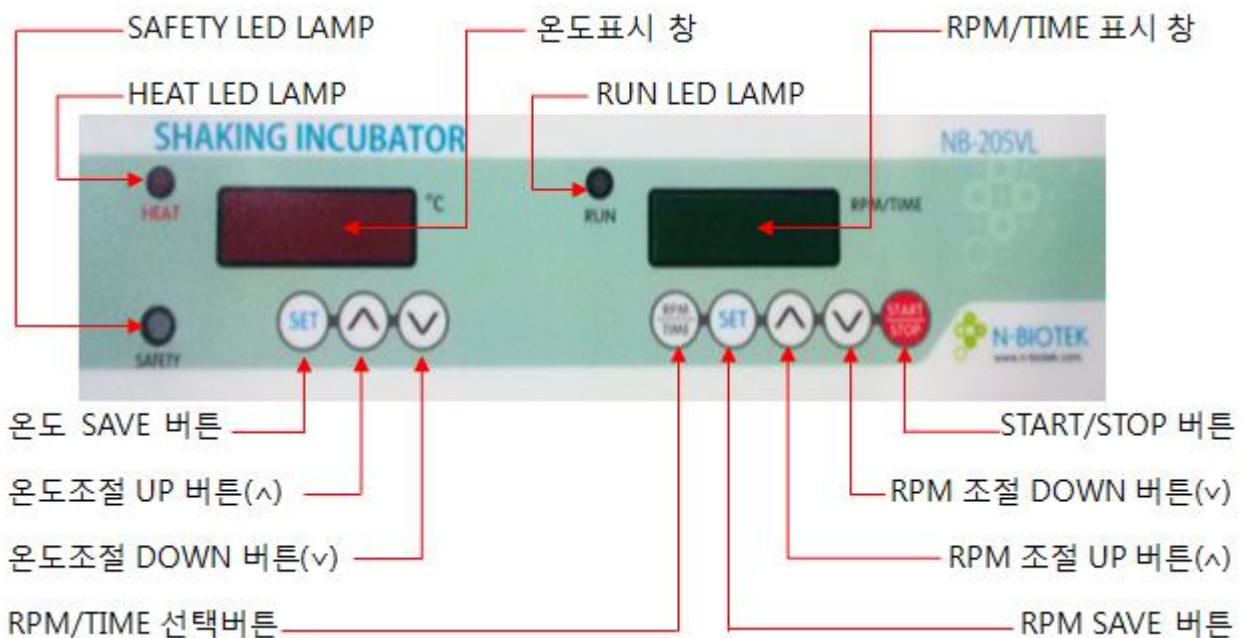 SAFETY LED LAMP
온도표시 창
RPM/TIME 표시 창
HEAT LED LAMP
RUN LED LAMP
SHAKING INCUBATOR
NB-205VL
HEAT
°C
RUN
RPM/TIME
SAFETY
SET
RPM
TIME
SET
START
STOP
N-BIOTEK
www.n-biotek.com
온도 SAVE 버튼
START/STOP 버튼
온도조절 UP 버튼(∧)
RPM 조절 DOWN 버튼(∨)
온도조절 DOWN 버튼(∨)
RPM 조절 UP 버튼(∧)
RPM/TIME 선택버튼
RPM SAVE 버튼